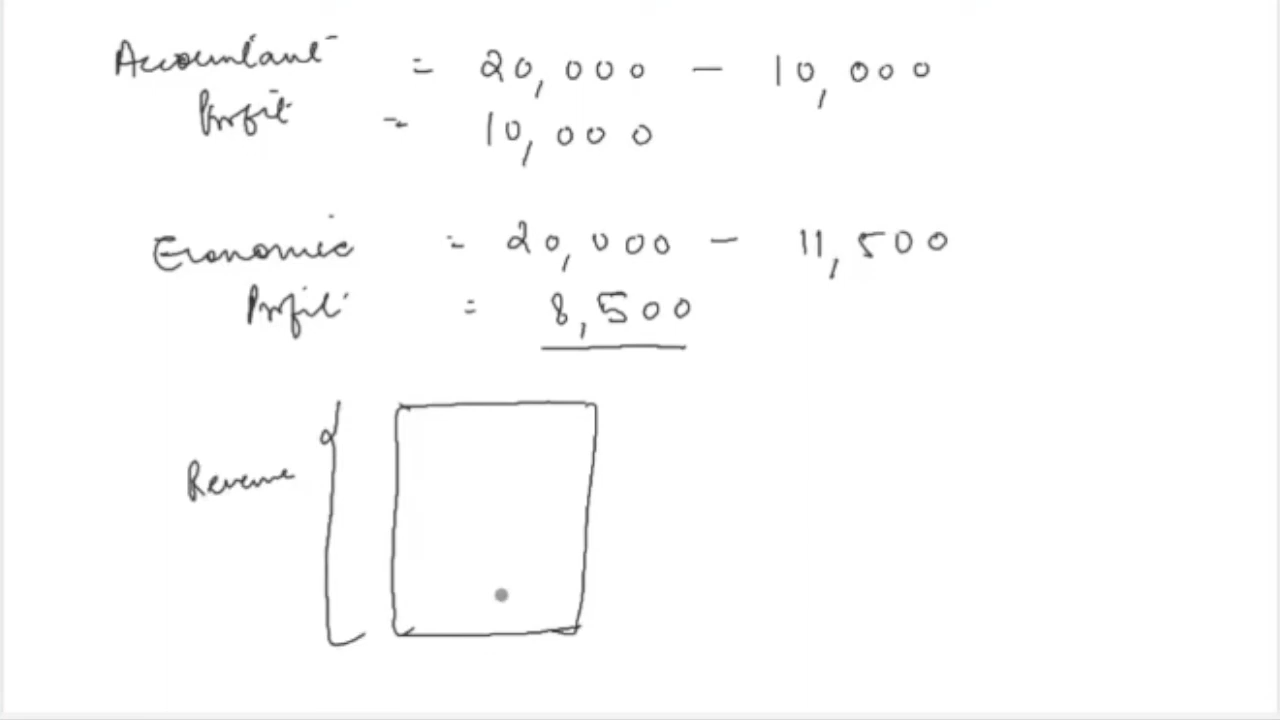 Accountant = 20,000 - 10,000
Profit = 10,000
Economic = 20,000 - 11,500
Profit = 8,500
Revenue